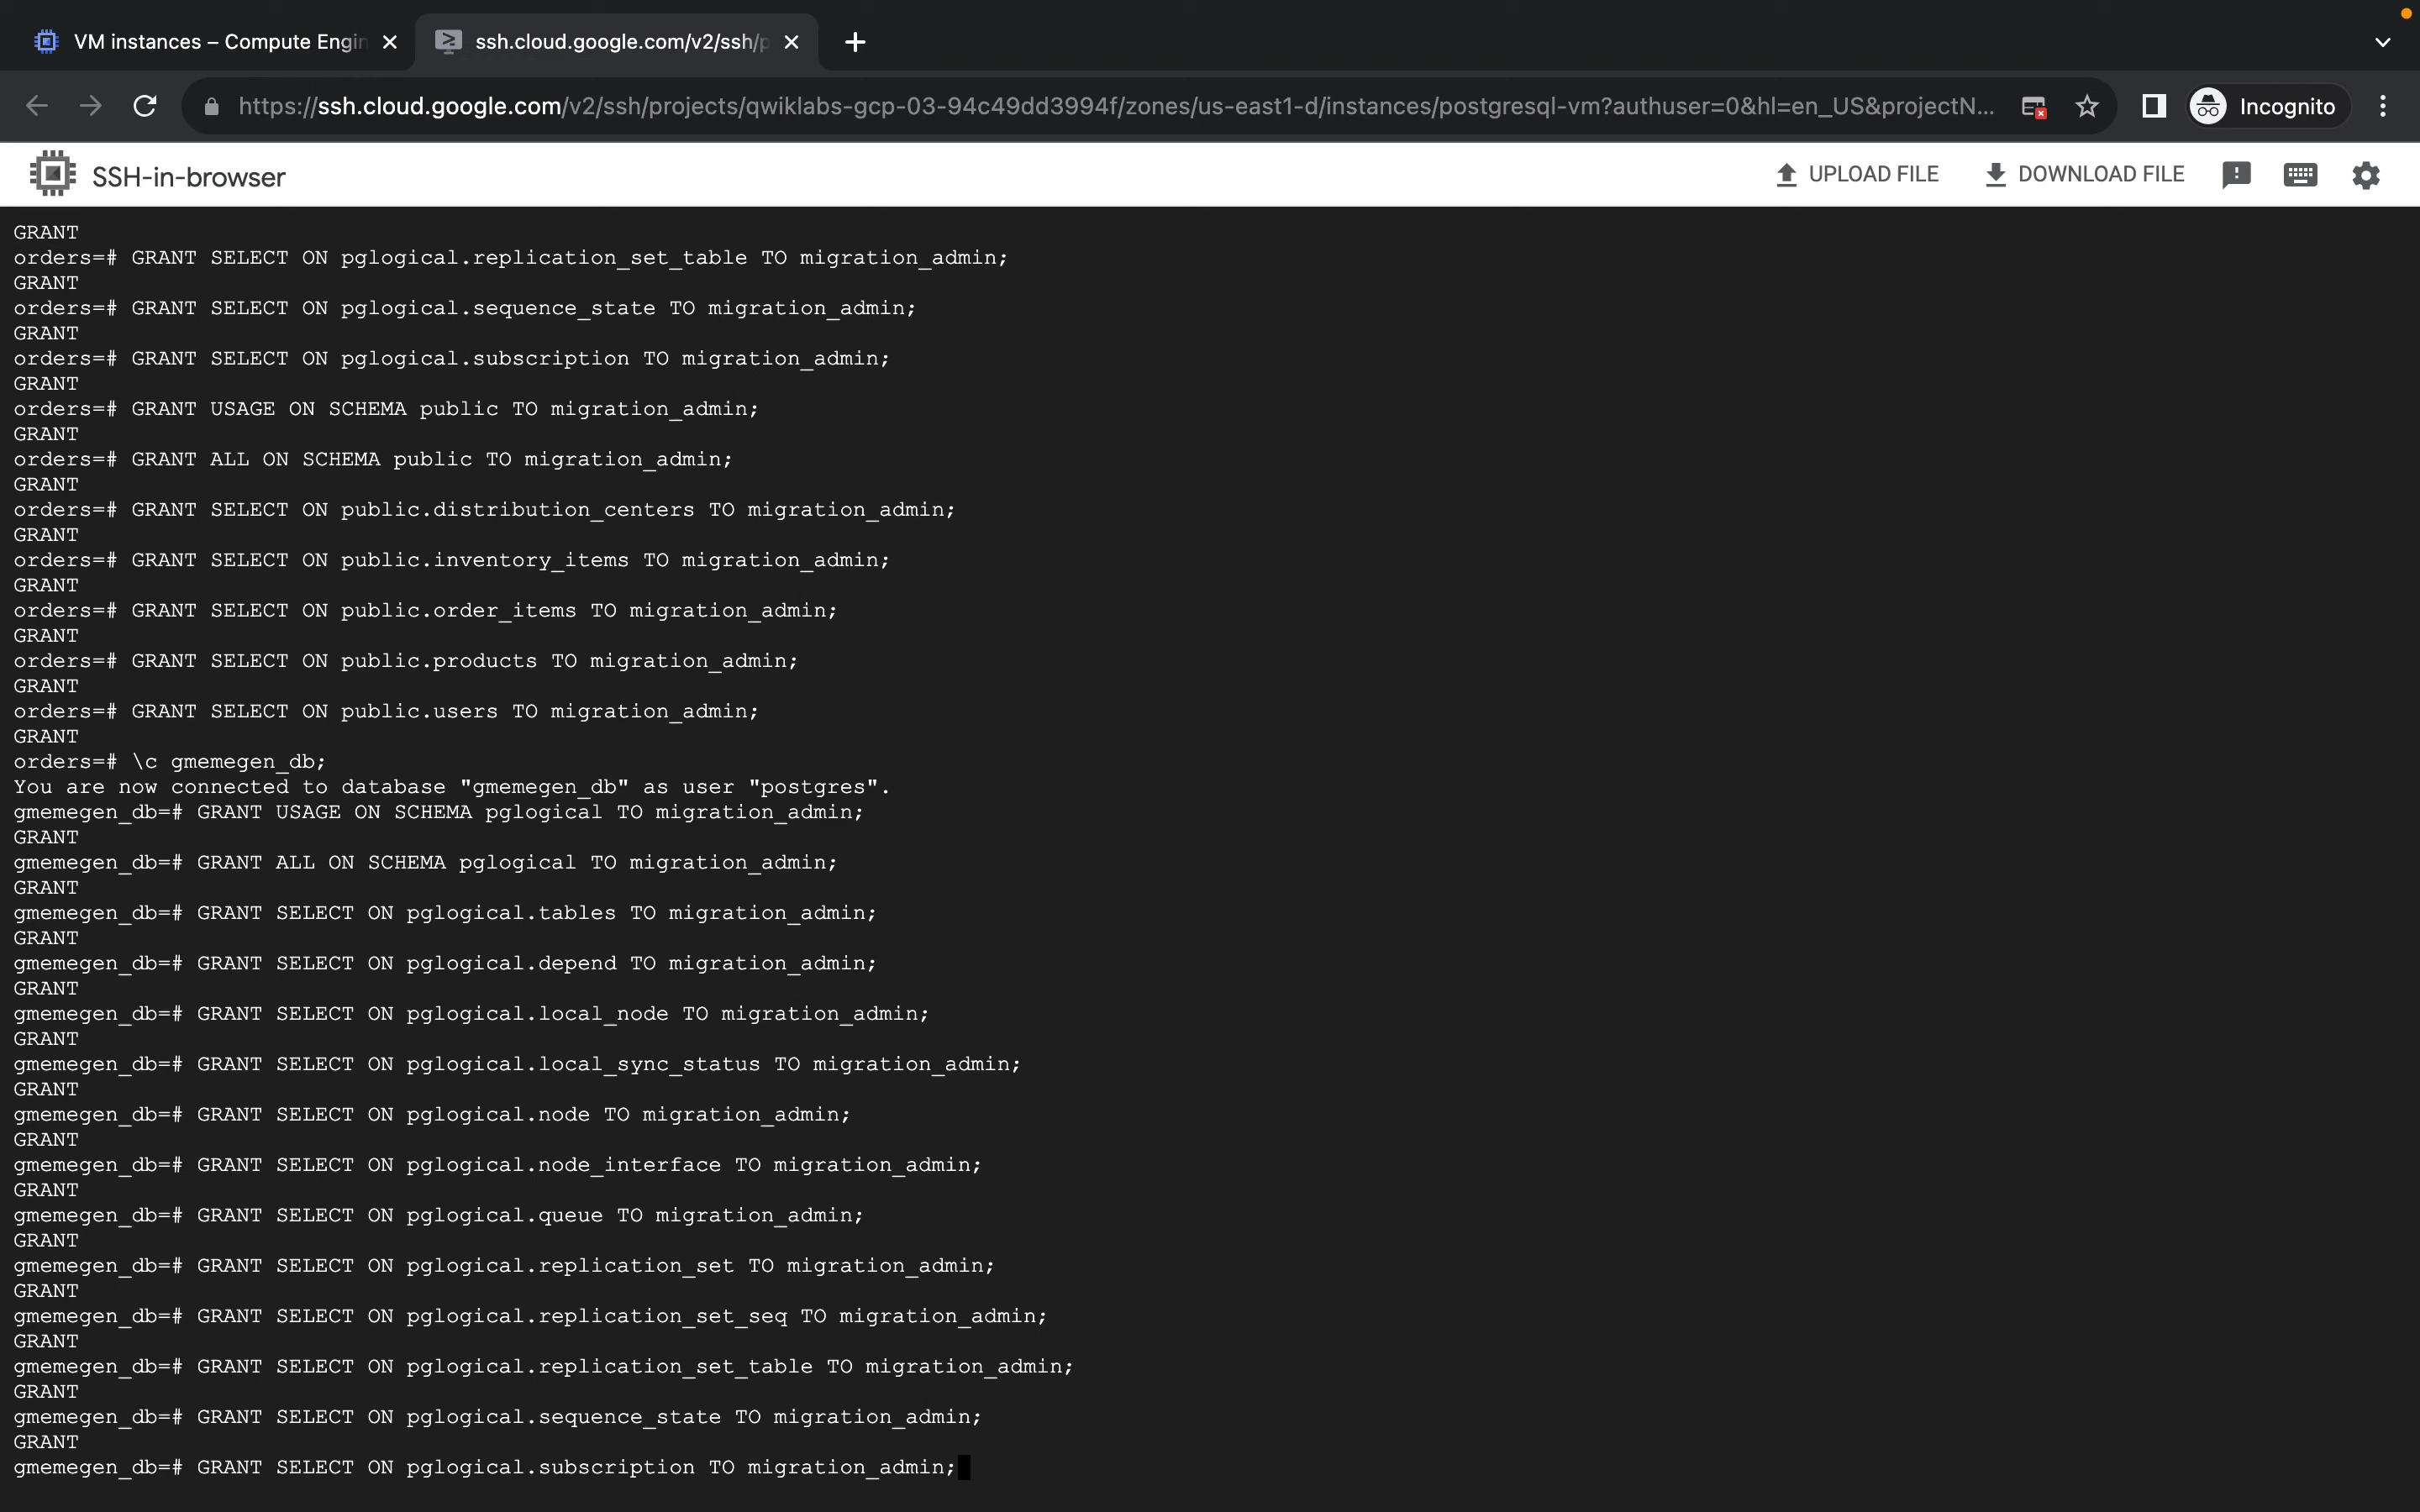 VM instances – Compute Engin
ssh.cloud.google.com/v2/ssh/p
https://ssh.cloud.google.com/v2/ssh/projects/qwiklabs-gcp-03-94c49dd3994f/zones/us-east1-d/instances/postgresql-vm?authuser=0&hl=en_US&projectN...
Incognito
SSH-in-browser
UPLOAD FILE
DOWNLOAD FILE
GRANT
orders=# GRANT SELECT ON pglogical.replication_set_table TO migration_admin;
GRANT
orders=# GRANT SELECT ON pglogical.sequence_state TO migration_admin;
GRANT
orders=# GRANT SELECT ON pglogical.subscription TO migration_admin;
GRANT
orders=# GRANT USAGE ON SCHEMA public TO migration_admin;
GRANT
orders=# GRANT ALL ON SCHEMA public TO migration_admin;
GRANT
orders=# GRANT SELECT ON public.distribution_centers TO migration_admin;
GRANT
orders=# GRANT SELECT ON public.inventory_items TO migration_admin;
GRANT
orders=# GRANT SELECT ON public.order_items TO migration_admin;
GRANT
orders=# GRANT SELECT ON public.products TO migration_admin;
GRANT
orders=# GRANT SELECT ON public.users TO migration_admin;
GRANT
orders=# \c gmemegen_db;
You are now connected to database "gmemegen_db" as user "postgres".
gmemegen_db=# GRANT USAGE ON SCHEMA pglogical TO migration_admin;
GRANT
gmemegen_db=# GRANT ALL ON SCHEMA pglogical TO migration_admin;
GRANT
gmemegen_db=# GRANT SELECT ON pglogical.tables TO migration_admin;
GRANT
gmemegen_db=# GRANT SELECT ON pglogical.depend TO migration_admin;
GRANT
gmemegen_db=# GRANT SELECT ON pglogical.local_node TO migration_admin;
GRANT
gmemegen_db=# GRANT SELECT ON pglogical.local_sync_status TO migration_admin;
GRANT
gmemegen_db=# GRANT SELECT ON pglogical.node TO migration_admin;
GRANT
gmemegen_db=# GRANT SELECT ON pglogical.node_interface TO migration_admin;
GRANT
gmemegen_db=# GRANT SELECT ON pglogical.queue TO migration_admin;
GRANT
gmemegen_db=# GRANT SELECT ON pglogical.replication_set TO migration_admin;
GRANT
gmemegen_db=# GRANT SELECT ON pglogical.replication_set_seq TO migration_admin;
GRANT
gmemegen_db=# GRANT SELECT ON pglogical.replication_set_table TO migration_admin;
GRANT
gmemegen_db=# GRANT SELECT ON pglogical.sequence_state TO migration_admin;
GRANT
gmemegen_db=# GRANT SELECT ON pglogical.subscription TO migration_admin;